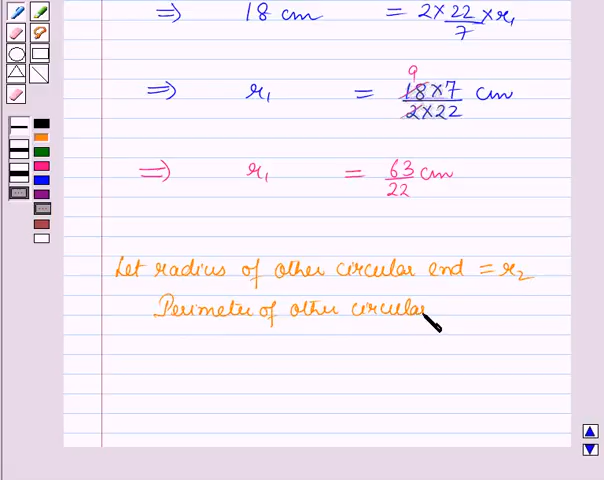 ⇒ 18 cm = 2 × 22/7 × r₁
9
⇒ r₁ = 18×7/2×22 cm
⇒ r₁ = 63/22 cm
Let radius of other circular end = r₂
Perimeter of other circular